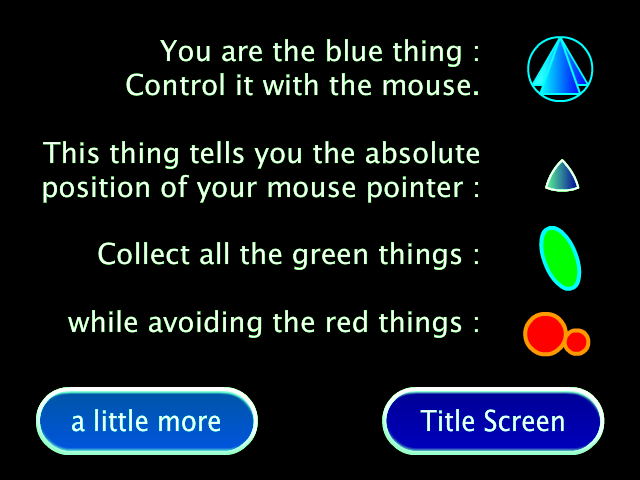 You are the blue thing :
Control it with the mouse.
This thing tells you the absolute
position of your mouse pointer :
Collect all the green things :
while avoiding the red things :
a little more
Title Screen